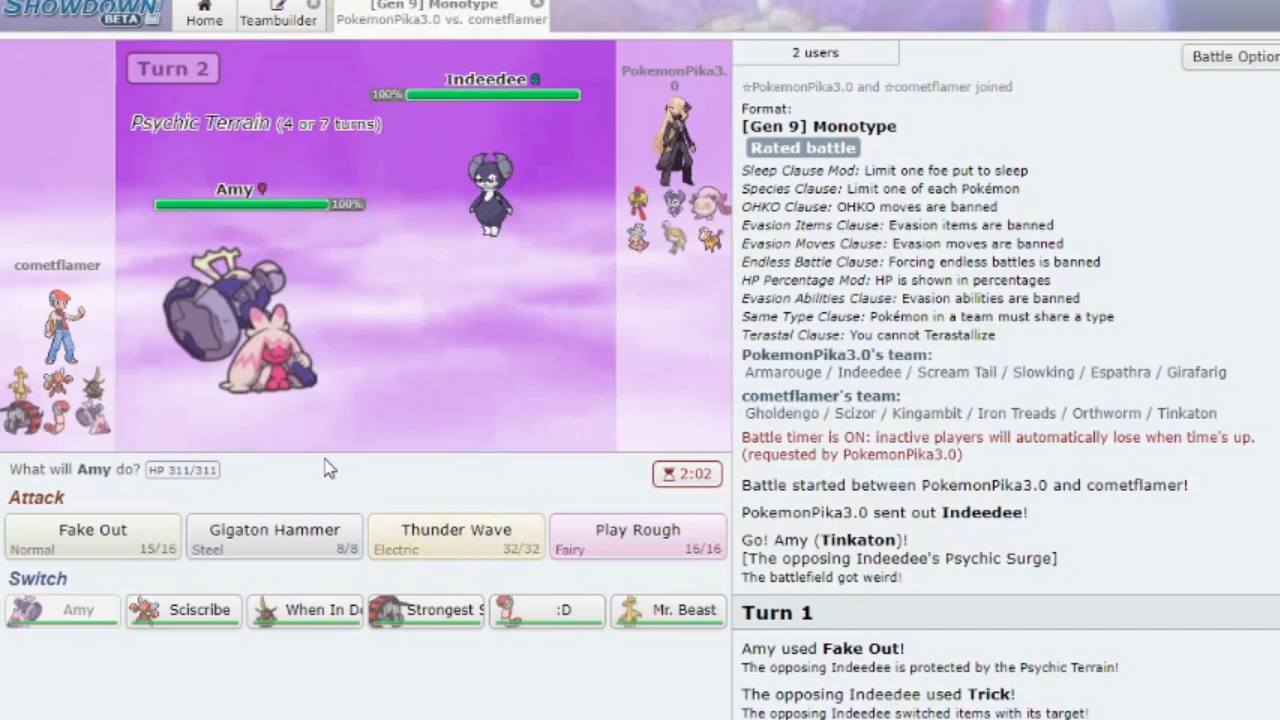 SHOWDOWN
BETA
Home
Teambuilder
[Gen 9] Monotype
PokemonPika3.0 vs. cometflamer
Turn 2
Psychic Terrain (4 or 7 turns)
Indeedee
100%
Amy
100%
PokemonPika3.
0
cometflamer
What will Amy do? HP 311/311
2:02
Attack
Fake Out
Normal 15/16
Gigaton Hammer
Steel 8/8
Thunder Wave
Electric 32/32
Play Rough
Fairy 16/16
Switch
Amy
Sciscribe
When In D
Strongest S
:D
Mr. Beast
2 users
Battle Option
☆PokemonPika3.0 and ☆cometflamer joined
Format:
[Gen 9] Monotype
Rated battle
Sleep Clause Mod: Limit one foe put to sleep
Species Clause: Limit one of each Pokémon
OHKO Clause: OHKO moves are banned
Evasion Items Clause: Evasion items are banned
Evasion Moves Clause: Evasion moves are banned
Endless Battle Clause: Forcing endless battles is banned
HP Percentage Mod: HP is shown in percentages
Evasion Abilities Clause: Evasion abilities are banned
Same Type Clause: Pokémon in a team must share a type
Terastal Clause: You cannot Terastallize
PokemonPika3.0's team:
Armarouge / Indeedee / Scream Tail / Slowking / Espathra / Girafarig
cometflamer's team:
Gholdengo / Scizor / Kingambit / Iron Treads / Orthworm / Tinkaton
Battle timer is ON: inactive players will automatically lose when time's up.
(requested by PokemonPika3.0)
Battle started between PokemonPika3.0 and cometflamer!
PokemonPika3.0 sent out Indeedee!
Go! Amy (Tinkaton)!
[The opposing Indeedee's Psychic Surge]
The battlefield got weird!
Turn 1
Amy used Fake Out!
The opposing Indeedee is protected by the Psychic Terrain!
The opposing Indeedee used Trick!
The opposing Indeedee switched items with its target!